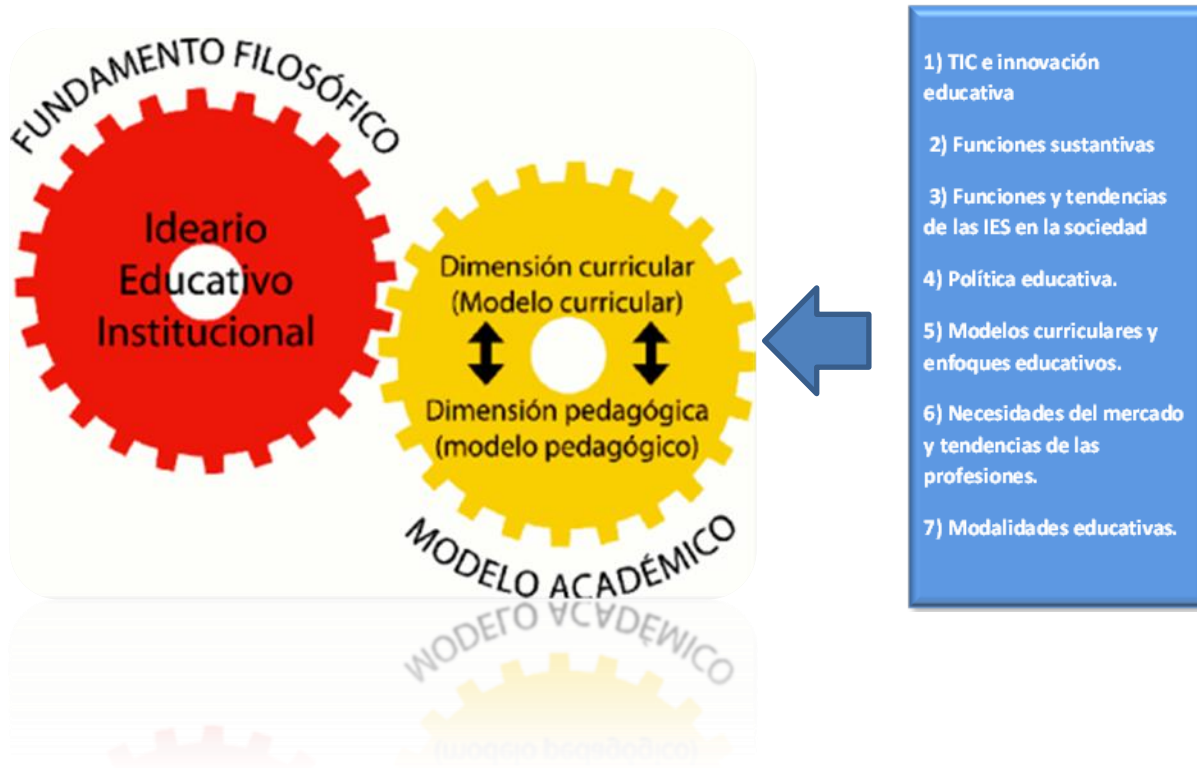 FUNDAMENTO FILOSÓFICO
Ideario
Educativo
Institucional
Dimensión curricular
(Modelo curricular)
Dimensión pedagógica
(modelo pedagógico)
MODELO ACADÉMICO
1) TIC e innovación
educativa
2) Funciones sustantivas
3) Funciones y tendencias
de las IES en la sociedad
4) Política educativa.
5) Modelos curriculares y
enfoques educativos.
6) Necesidades del mercado
y tendencias de las
profesiones.
7) Modalidades educativas.